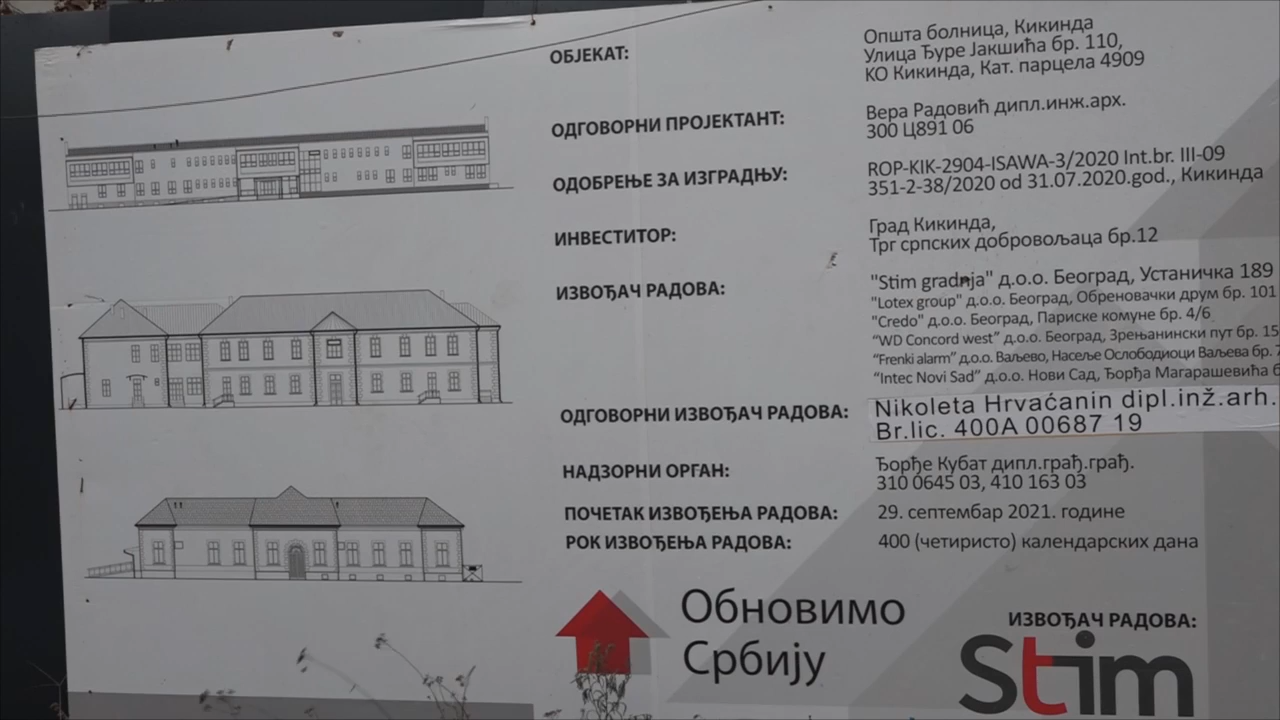 ОБЈЕКАТ:
Општа болница, Кикинда
Улица Ђуре Јакшића бр. 110,
КО Кикинда, Кат. парцела 4909
ОДГОВОРНИ ПРОЈЕКТАНТ:
Вера Радовић дипл.инж.арх.
300 Ц891 06
ОДОБРЕЊЕ ЗА ИЗГРАДЊУ:
ROP-KIK-2904-ISAWA-3/2020 Int.br. III-09
351-2-38/2020 od 31.07.2020.god., Кикинда
ИНВЕСТИТОР:
Град Кикинда,
Трг српских добровољаца бр.12
ИЗВОЂАЧ РАДОВА:
"Stim gradnja" д.о.о. Београд, Устаничка 189
"Lotex group" д.о.о. Београд, Обреновачки друм бр. 101
"Credo" д.о.о. Београд, Париске комуне бр. 4/6
“WD Concord west” д.о.о. Београд, Зрењанински пут бр. 15
“Frenki alarm” д.о.о. Ваљево, Насеље Ослободиоци Ваљева бр.
“Intec Novi Sad” д.о.о. Нови Сад, Ђорђа Магарашевића
ОДГОВОРНИ ИЗВОЂАЧ РАДОВА:
Nikoleta Hrvaćanin dipl.inž.arh.
Br.lic. 400A 00687 19
НАДЗОРНИ ОРГАН:
Ђорђе Кубат дипл.грађ.грађ.
310 0645 03, 410 163 03
ПОЧЕТАК ИЗВОЂЕЊА РАДОВА:
29. септембар 2021. године
РОК ИЗВОЂЕЊА РАДОВА:
400 (четиристо) календарских дана
Обновимо
Србију
ИЗВОЂАЧ РАДОВА:
Stim